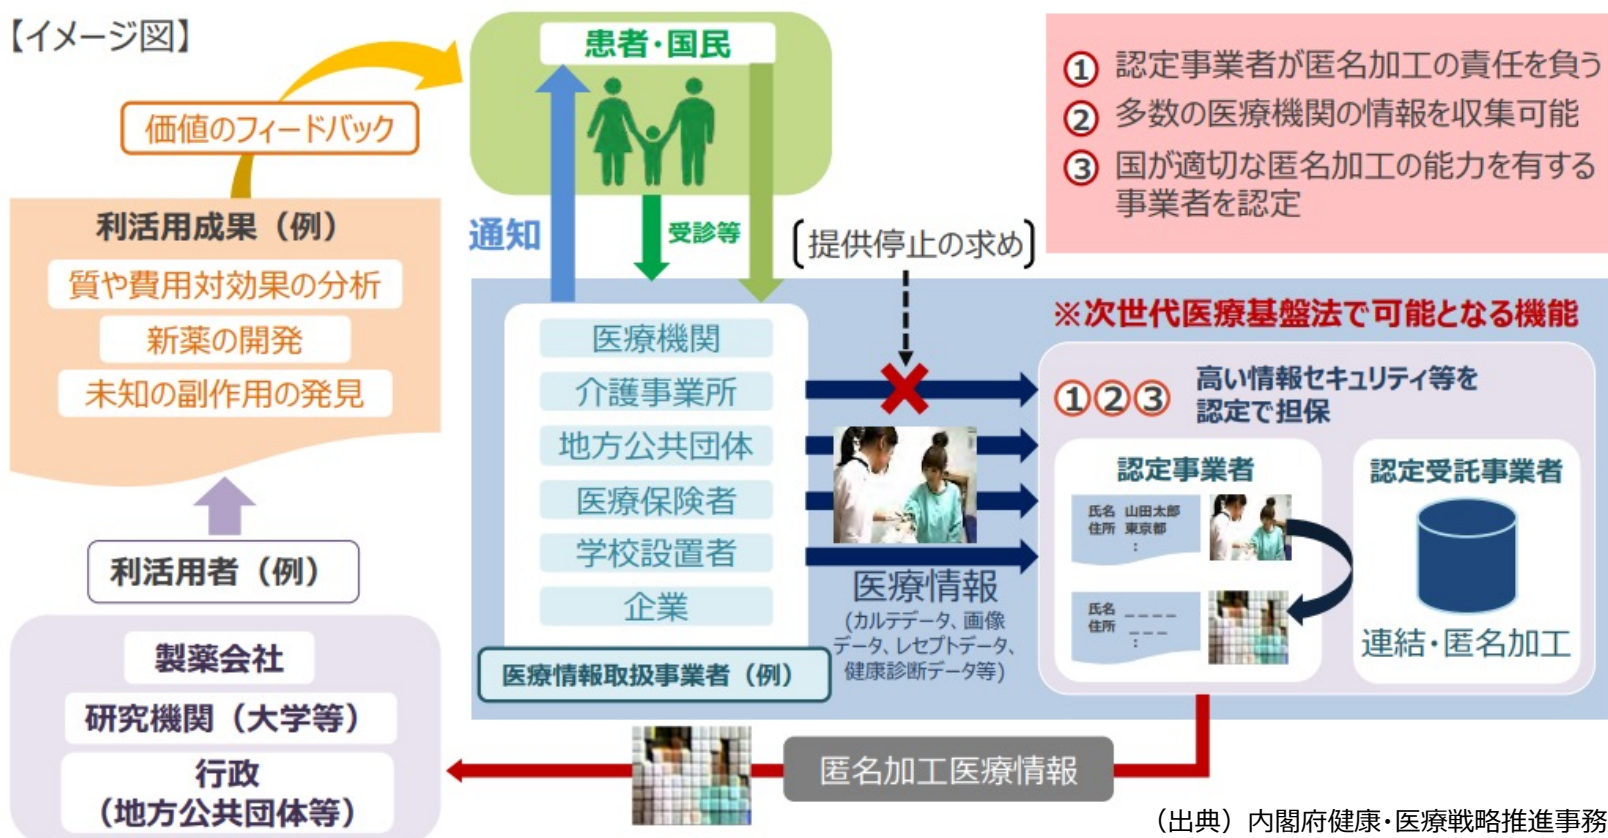 【イメージ図】
患者・国民
価値のフィードバック
① 認定事業者が匿名加工の責任を負う
② 多数の医療機関の情報を収集可能
③ 国が適切な匿名加工の能力を有する
事業者を認定
利活用成果（例）
質や費用対効果の分析
新薬の開発
未知の副作用の発見
通知
受診等
提供停止の求め
医療機関
介護事業所
地方公共団体
医療保険者
学校設置者
企業
医療情報取扱事業者（例）
医療情報
(カルテデータ、画像
データ、レセプトデータ、
健康診断データ等)
※次世代医療基盤法で可能となる機能
①②③
高い情報セキュリティ等を
認定で担保
認定事業者
氏名 山田太郎
住所 東京都
：
氏名 ＿＿＿＿
住所 ＿＿＿
：
認定受託事業者
連結・匿名加工
利活用者（例）
製薬会社
研究機関（大学等）
行政
（地方公共団体等）
匿名加工医療情報
（出典）内閣府健康・医療戦略推進事務